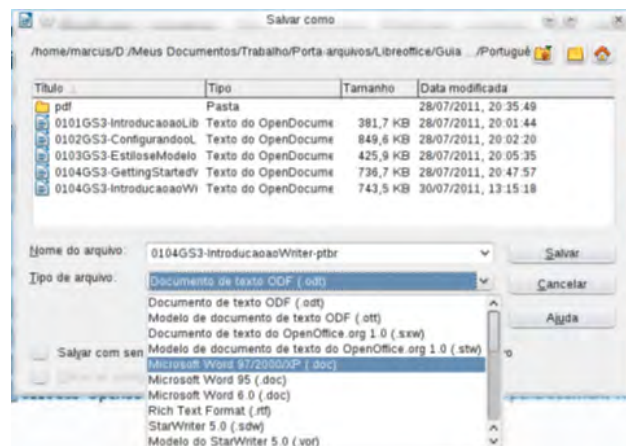 Salvar como
/home/marcus/D /Meus Documentos/Trabalho/Porta-arquivos/Libreoffice/Guia .../Portuguê
Título Tipo Tamanho Data modificada
pdf Pasta 28/07/2011, 20:35:49
0101GS3-IntroducaoaoLib Texto do OpenDocume 381,7 KB 28/07/2011, 20:01:44
0102GS3-ConfigurandooL Texto do OpenDocume 849,6 KB 28/07/2011, 20:02:20
0103GS3-EstiloseModelo Texto do OpenDocume 425,9 KB 28/07/2011, 20:05:35
0104GS3-GettingStartedV Texto do OpenDocume 736,7 KB 28/07/2011, 20:47:57
0104GS3-IntroducaoaoWi Texto do OpenDocume 743,5 KB 30/07/2011, 13:15:18
Nome do arquivo: 0104GS3-IntroducaoaoWriter-ptbr Salvar
Tipo de arquivo: Documento de texto ODF (.odt) Cancelar
Documento de texto ODF (.odt)
Modelo de documento de texto ODF (.ott) Ajuda
Documento de texto do OpenOffice.org 1.0 (.sxw)
Salvar com sen Modelo de documento de texto do OpenOffice.org 1.0 (.stw)
Microsoft Word 97/2000/XP (.doc)
Microsoft Word 95 (.doc)
Microsoft Word 6.0 (.doc)
Rich Text Format (.rtf)
StarWriter 5.0 (.sdw)
Modelo do StarWriter 5.0 (.vor)